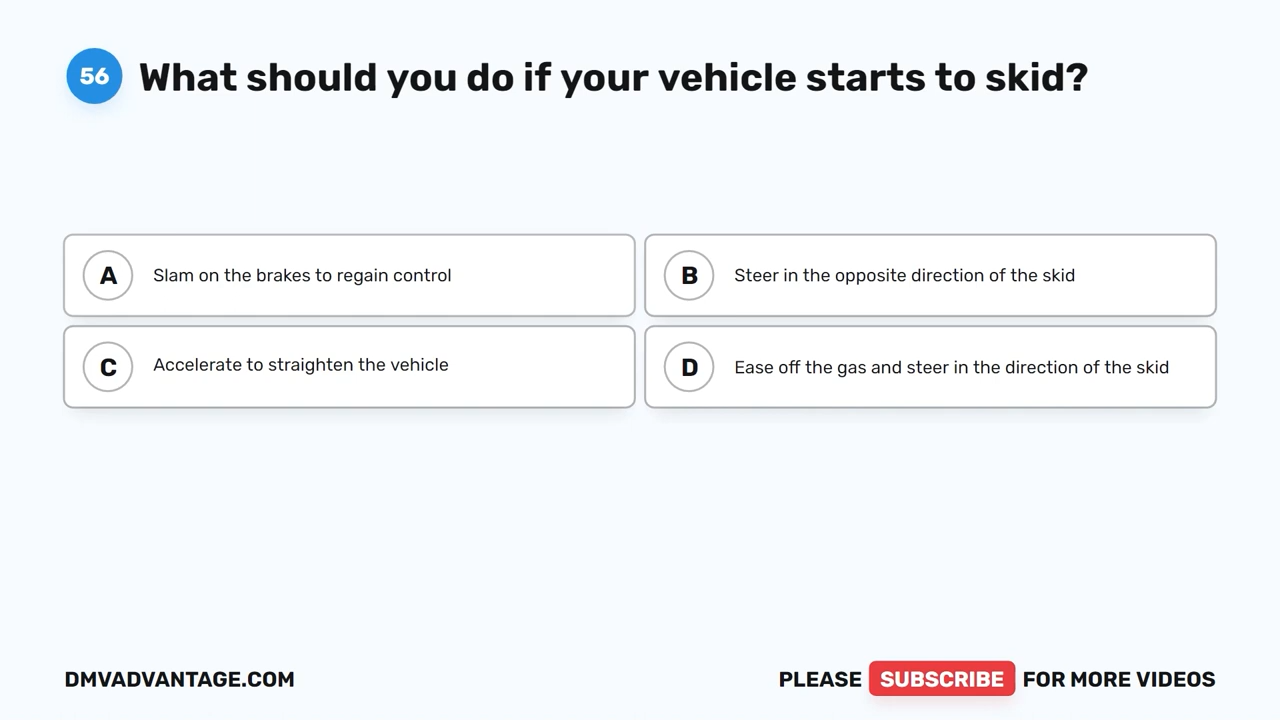 56 What should you do if your vehicle starts to skid?
A Slam on the brakes to regain control
B Steer in the opposite direction of the skid
C Accelerate to straighten the vehicle
D Ease off the gas and steer in the direction of the skid
DMVADVANTAGE.COM
PLEASE SUBSCRIBE FOR MORE VIDEOS